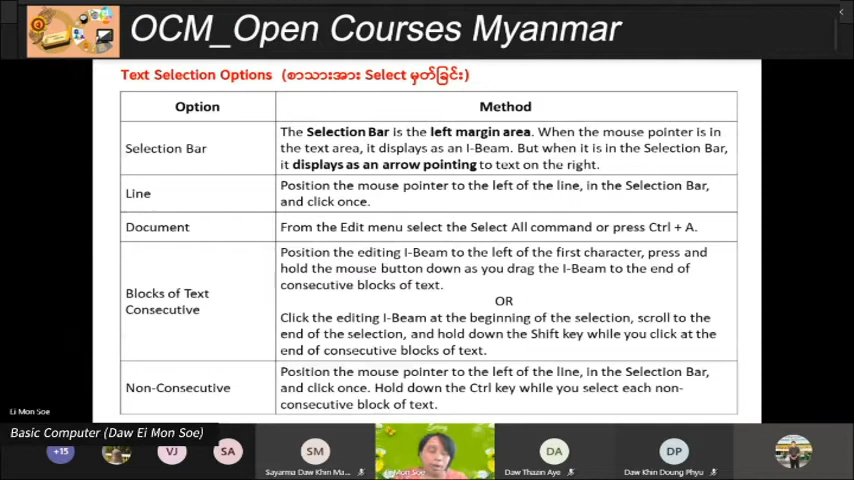 OCM_Open Courses Myanmar
Text Selection Options (စာသားအား Select မှတ်ခြင်း)
Option
Method
Selection Bar
The Selection Bar is the left margin area. When the mouse pointer is in
the text area, it displays as an I-Beam. But when it is in the Selection Bar,
it displays as an arrow pointing to text on the right.
Line
Position the mouse pointer to the left of the line, in the Selection Bar,
and click once.
Document
From the Edit menu select the Select All command or press Ctrl + A.
Blocks of Text
Consecutive
Position the editing I-Beam to the left of the first character, press and
hold the mouse button down as you drag the I-Beam to the end of
consecutive blocks of text.
OR
Click the editing I-Beam at the beginning of the selection, scroll to the
end of the selection, and hold down the Shift key while you click at the
end of consecutive blocks of text.
Non-Consecutive
Position the mouse pointer to the left of the line, in the Selection Bar,
and click once. Hold down the Ctrl key while you select each non-
consecutive block of text.
Ei Mon Soe
Basic Computer (Daw Ei Mon Soe)
+15
VJ
SA
SM
Sayarma Daw Khin Ma...
Ei Mon Soe
DA
Daw Thazin Aye
DP
Daw Khin Doung Phyu